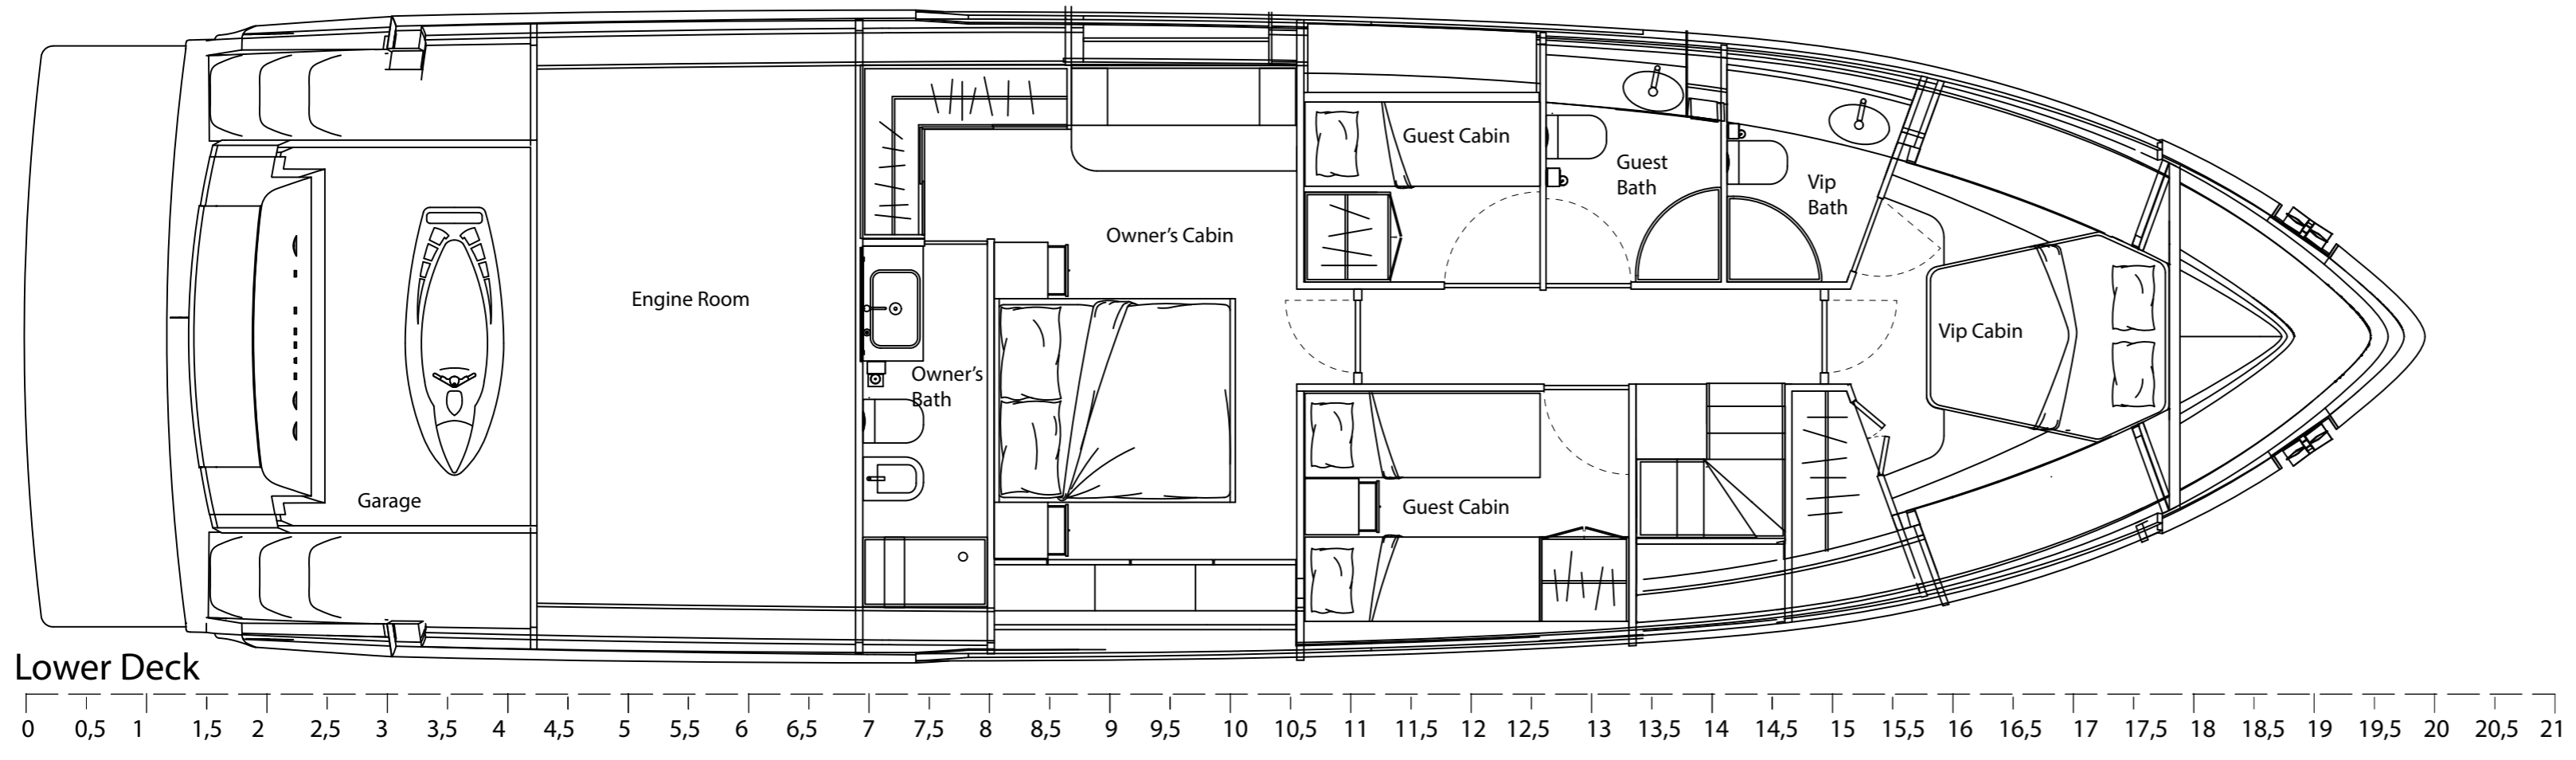 Guest Cabin
Guest
Bath
Vip
Bath
Owner's Cabin
Engine Room
Vip Cabin
Owner's
Bath
Garage
Guest Cabin
Lower Deck
0 0,5 1 1,5 2 2,5 3 3,5 4 4,5 5 5,5 6 6,5 7 7,5 8 8,5 9 9,5 10 10,5 11 11,5 12 12,5 13 13,5 14 14,5 15 15,5 16 16,5 17 17,5 18 18,5 19 19,5 20 20,5 21